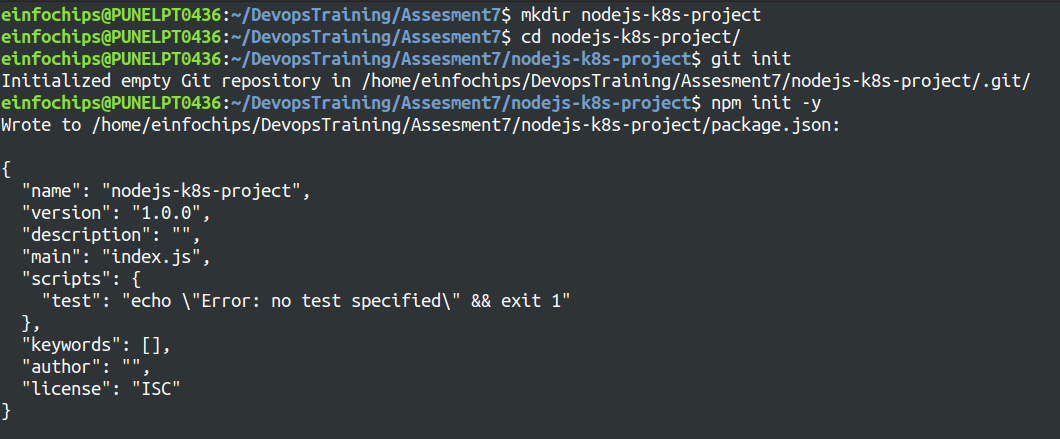 einfochips@PUNELPT0436:~/DevopsTraining/Assesment7$ mkdir nodejs-k8s-project
einfochips@PUNELPT0436:~/DevopsTraining/Assesment7$ cd nodejs-k8s-project/
einfochips@PUNELPT0436:~/DevopsTraining/Assesment7/nodejs-k8s-project$ git init
Initialized empty Git repository in /home/einfochips/DevopsTraining/Assesment7/nodejs-k8s-project/.git/
einfochips@PUNELPT0436:~/DevopsTraining/Assesment7/nodejs-k8s-project$ npm init -y
Wrote to /home/einfochips/DevopsTraining/Assesment7/nodejs-k8s-project/package.json:

{
  "name": "nodejs-k8s-project",
  "version": "1.0.0",
  "description": "",
  "main": "index.js",
  "scripts": {
    "test": "echo \"Error: no test specified\" && exit 1"
  },
  "keywords": [],
  "author": "",
  "license": "ISC"
}